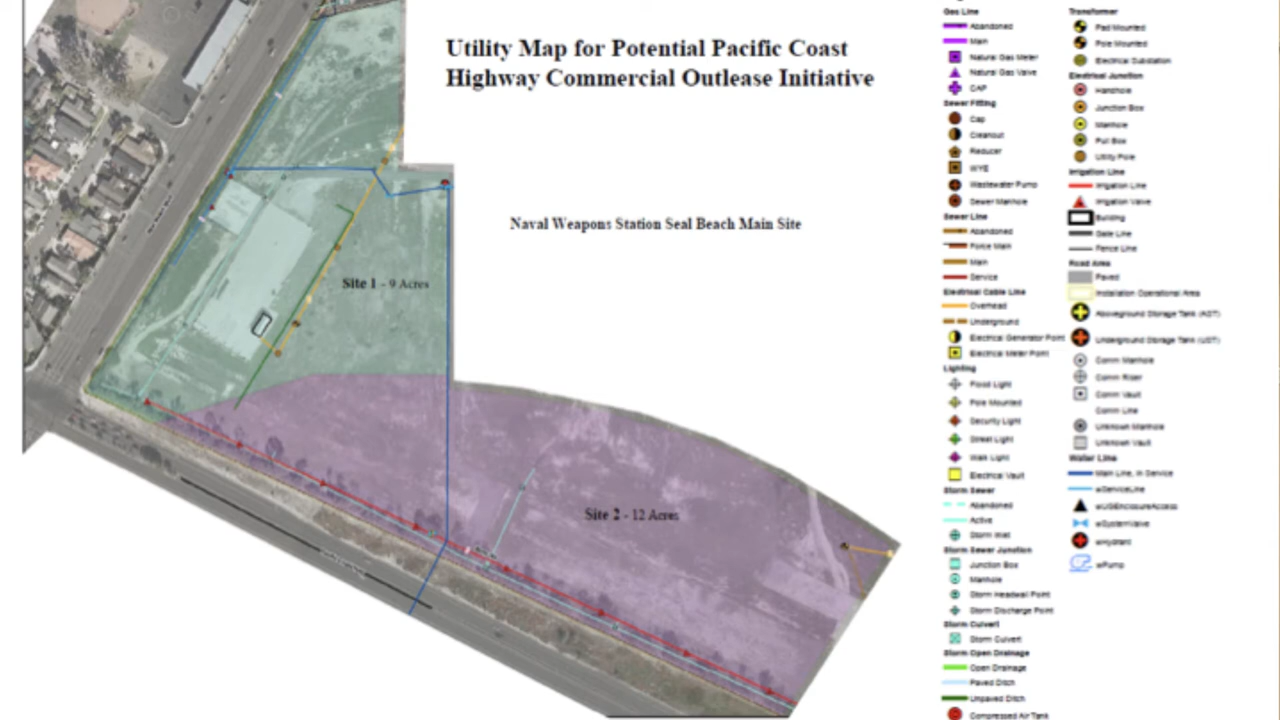 Utility Map for Potential Pacific Coast
Highway Commercial Outlease Initiative
Naval Weapons Station Seal Beach Main Site
Site 1 - 9 Acres
Site 2 - 12 Acres
Gas Line
Abandoned
Main
Natural Gas Meter
Natural Gas Valve
CAP
Sewer Fitting
Cap
Cleanout
Reducer
WYE
Wastewater Pump
Sewer Manhole
Sewer Line
Abandoned
Force Main
Main
Service
Electrical Cable Line
Overhead
Underground
Electrical Generator Point
Electrical Meter Point
Lighting
Flood Light
Pole Mounted
Security Light
Street Light
Walk Light
Electrical Vault
Storm Sewer
Abandoned
Active
Storm Inlet
Storm Sewer Junction
Junction Box
Manhole
Storm Headwall Point
Storm Discharge Point
Storm Culvert
Storm Culvert
Storm Open Drainage
Open Drainage
Paved Ditch
Unpaved Ditch
Compressed Air Tank
Transformer
Pad Mounted
Pole Mounted
Electrical Substation
Electrical Junction
Handhole
Junction Box
Manhole
Pull Box
Utility Pole
Irrigation Line
Irrigation Line
Irrigation Valve
Building
Gate Line
Fence Line
Road Area
Paved
Installation Operational Area
Aboveground Storage Tank (AST)
Underground Storage Tank (UST)
Comm Manhole
Comm Riser
Comm Vault
Comm Line
Unknown Manhole
Unknown Vault
Water Line
Main Line, In Service
wServiceLine
wUGEnclosureAccess
wSystemValve
wHydrant
wPump